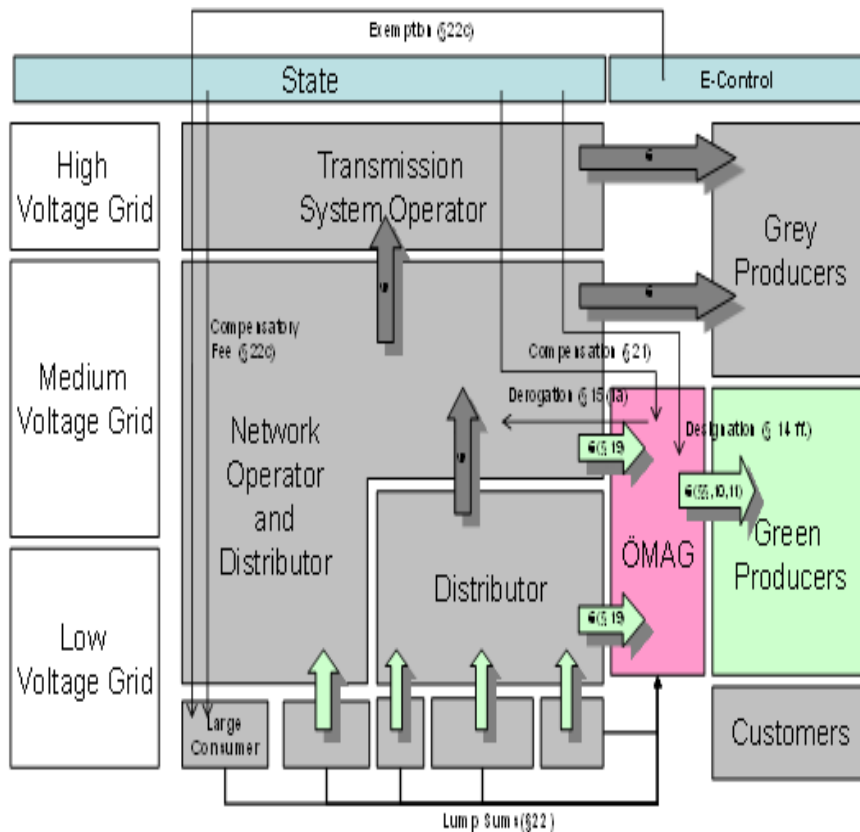 Exemption (§22c)
State
E-Control
High
Voltage Grid
Transmission
System Operator
€
Grey
Producers
€
Medium
Voltage Grid
Compensatory
Fee (§22c)
Compensation (§21)
Derogation (§15 (1a)
Designation (§ 14 ff.)
Network
Operator
and
Distributor
€(§ 19)
€(§§, 10, 11)
ÖMAG
Green
Producers
Distributor
€(§ 19)
Low
Voltage Grid
Large
Consumer
Customers
Lump Sums (§22)